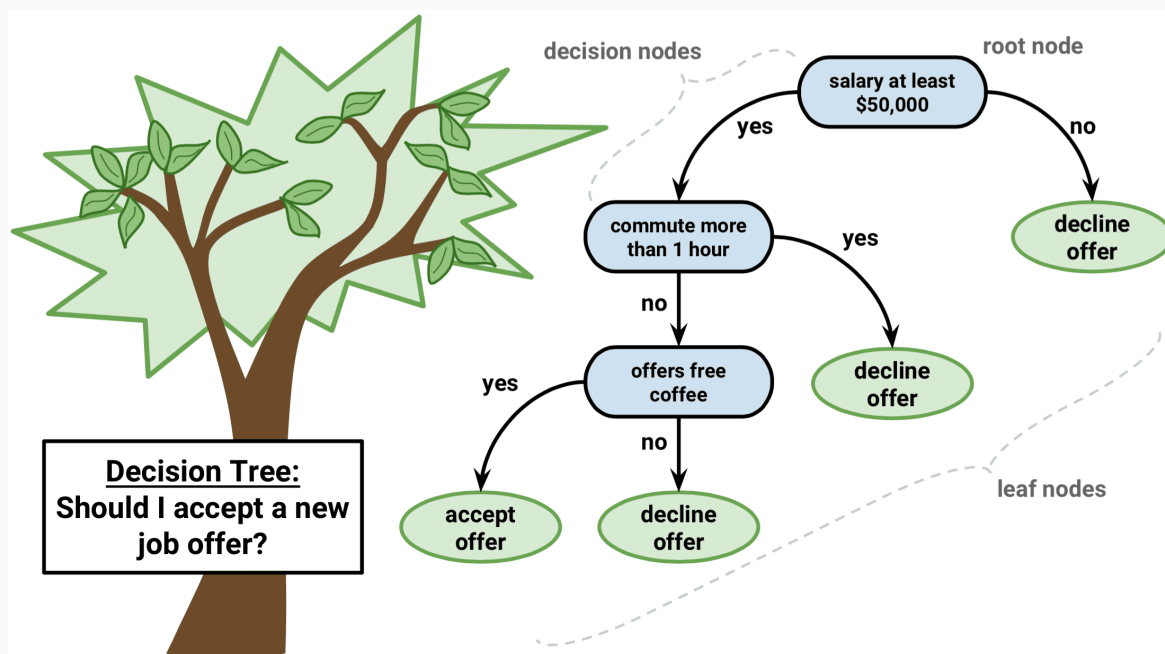 decision nodes
root node
salary at least
$50,000
yes
no
commute more
than 1 hour
yes
decline
offer
no
offers free
coffee
decline
offer
yes
no
Decision Tree:
Should I accept a new
job offer?
accept
offer
decline
offer
leaf nodes